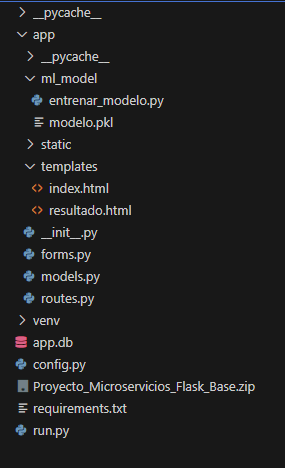 __pycache__
app
__pycache__
ml_model
entrenar_modelo.py
modelo.pkl
static
templates
index.html
resultado.html
__init__.py
forms.py
models.py
routes.py
venv
app.db
config.py
Proyecto_Microservicios_Flask_Base.zip
requirements.txt
run.py